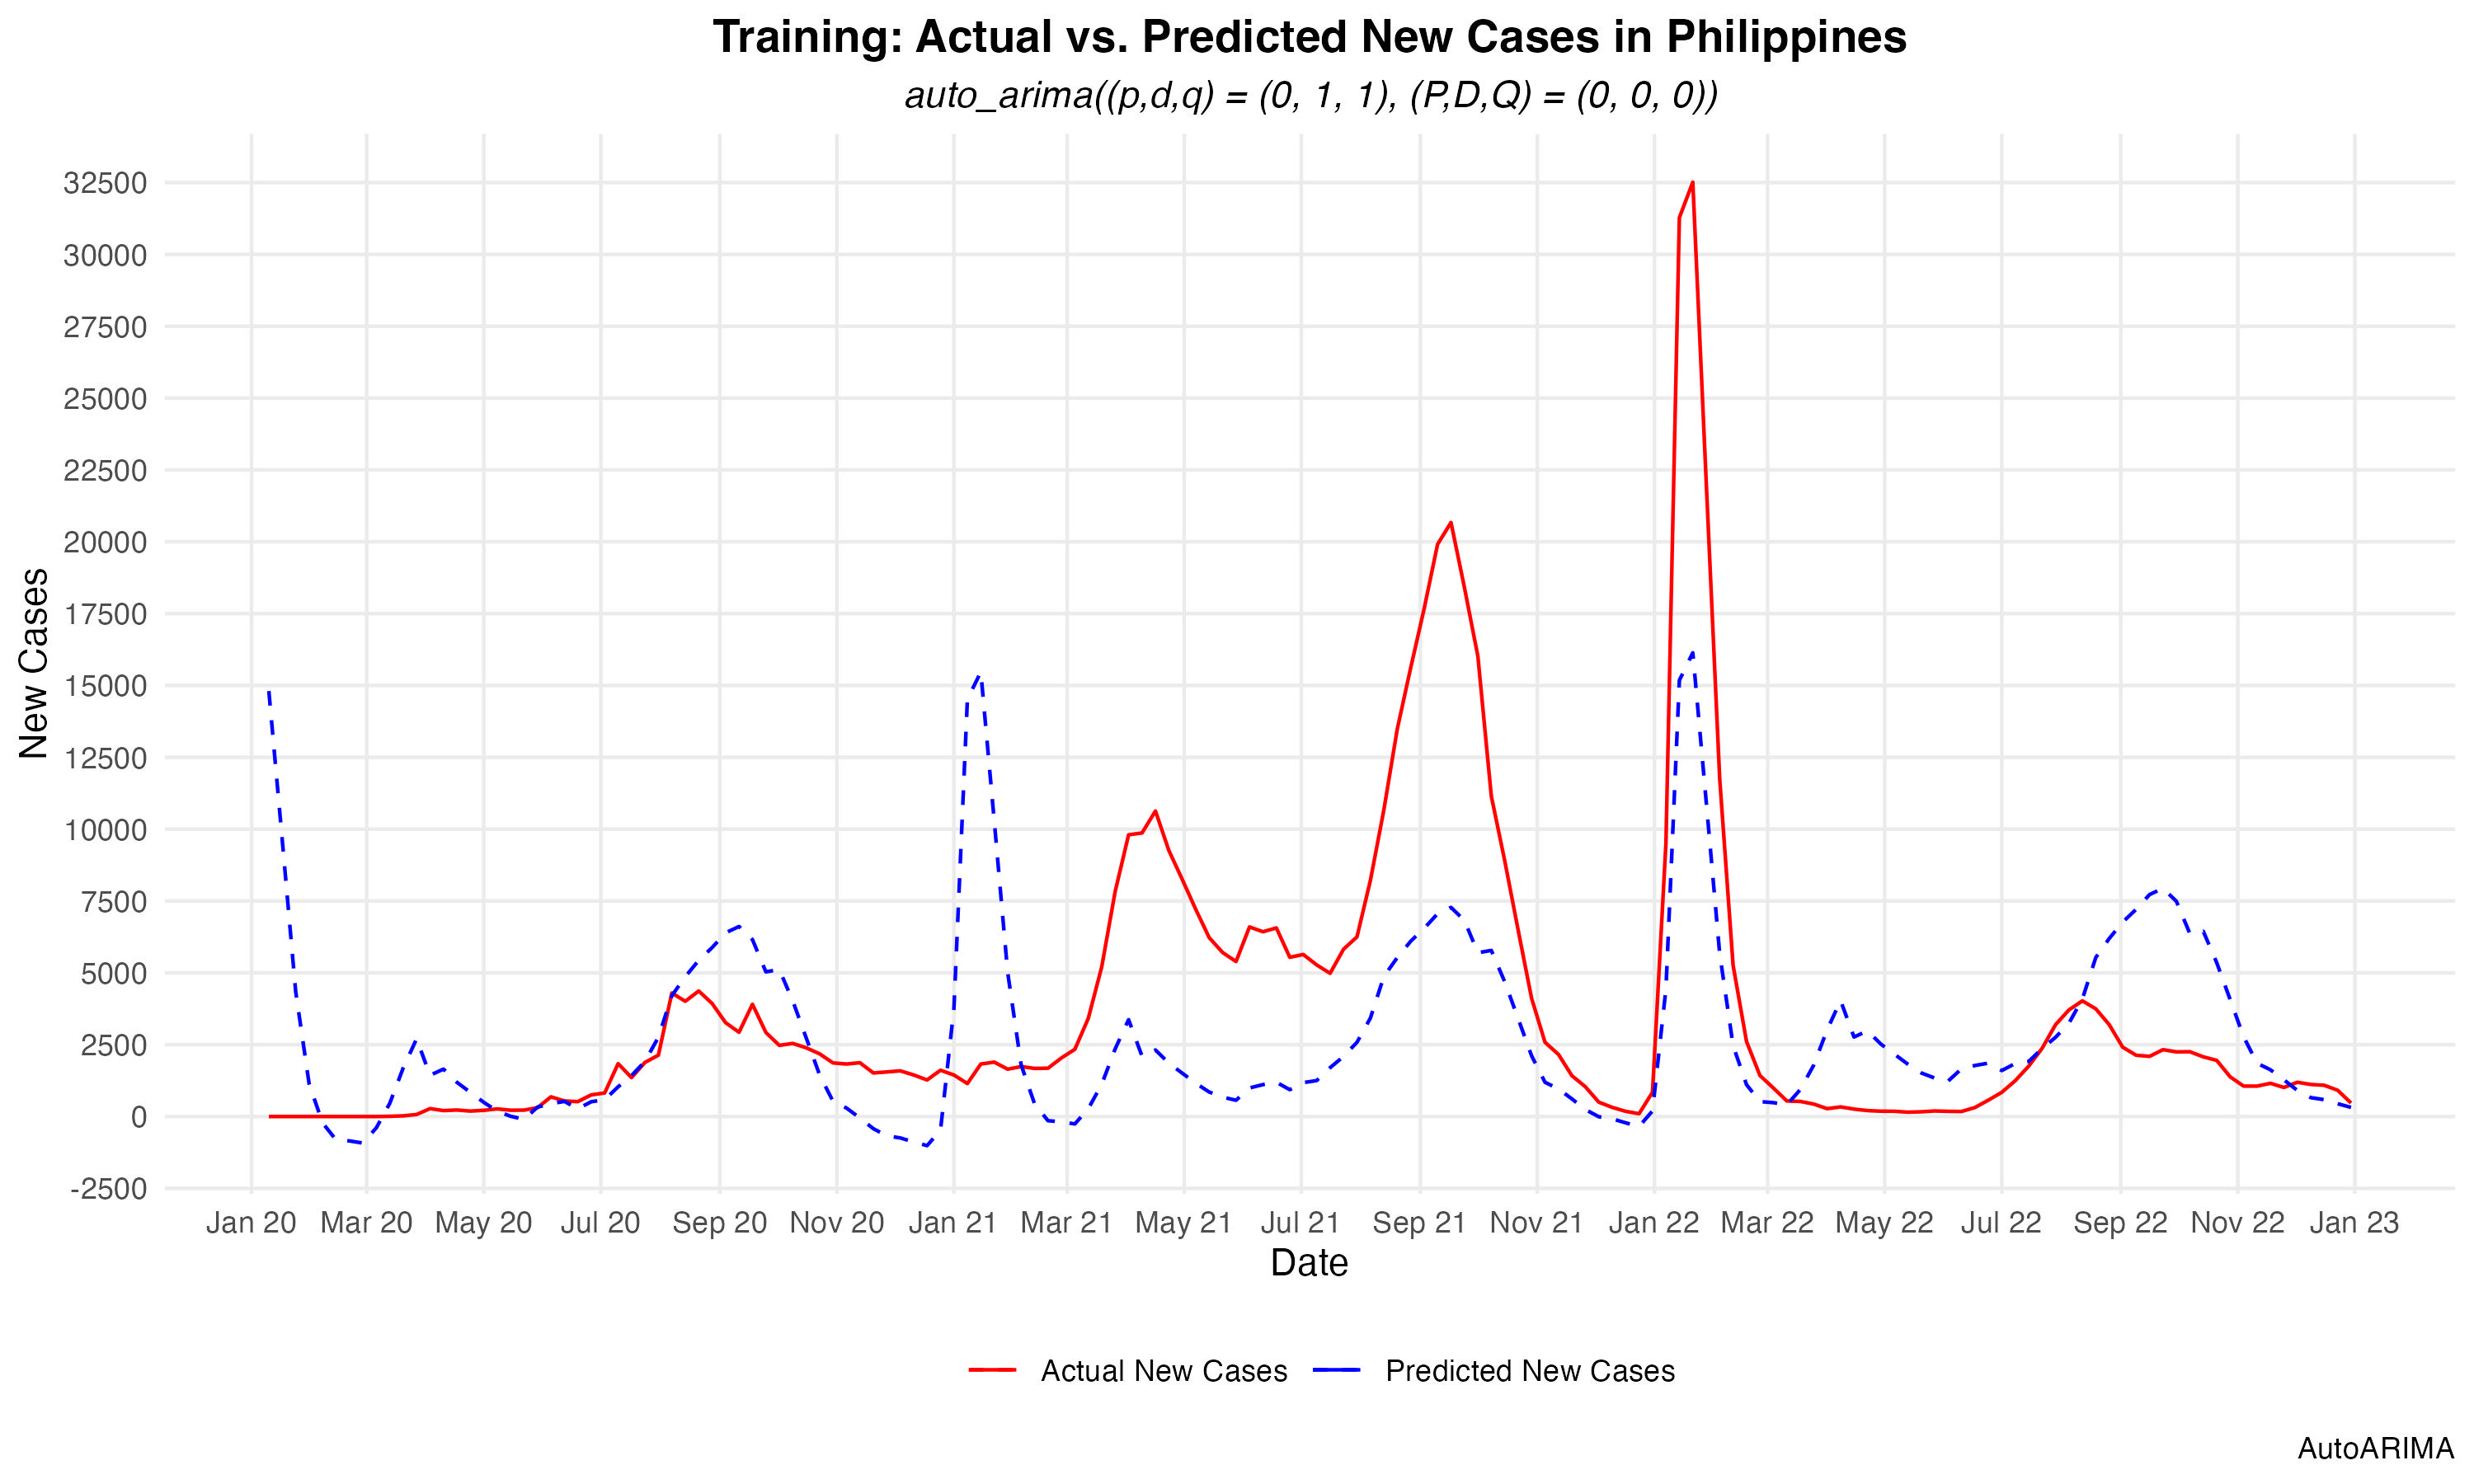 Training: Actual vs. Predicted New Cases in Philippines
auto_arima((p,d,q) = (0, 1, 1), (P,D,Q) = (0, 0, 0))
New Cases
32500
30000
27500
25000
22500
20000
17500
15000
12500
10000
7500
5000
2500
0
-2500
Jan 20 Mar 20 May 20 Jul 20 Sep 20 Nov 20 Jan 21 Mar 21 May 21 Jul 21 Sep 21 Nov 21 Jan 22 Mar 22 May 22 Jul 22 Sep 22 Nov 22 Jan 23
Date
Actual New Cases Predicted New Cases
AutoARIMA